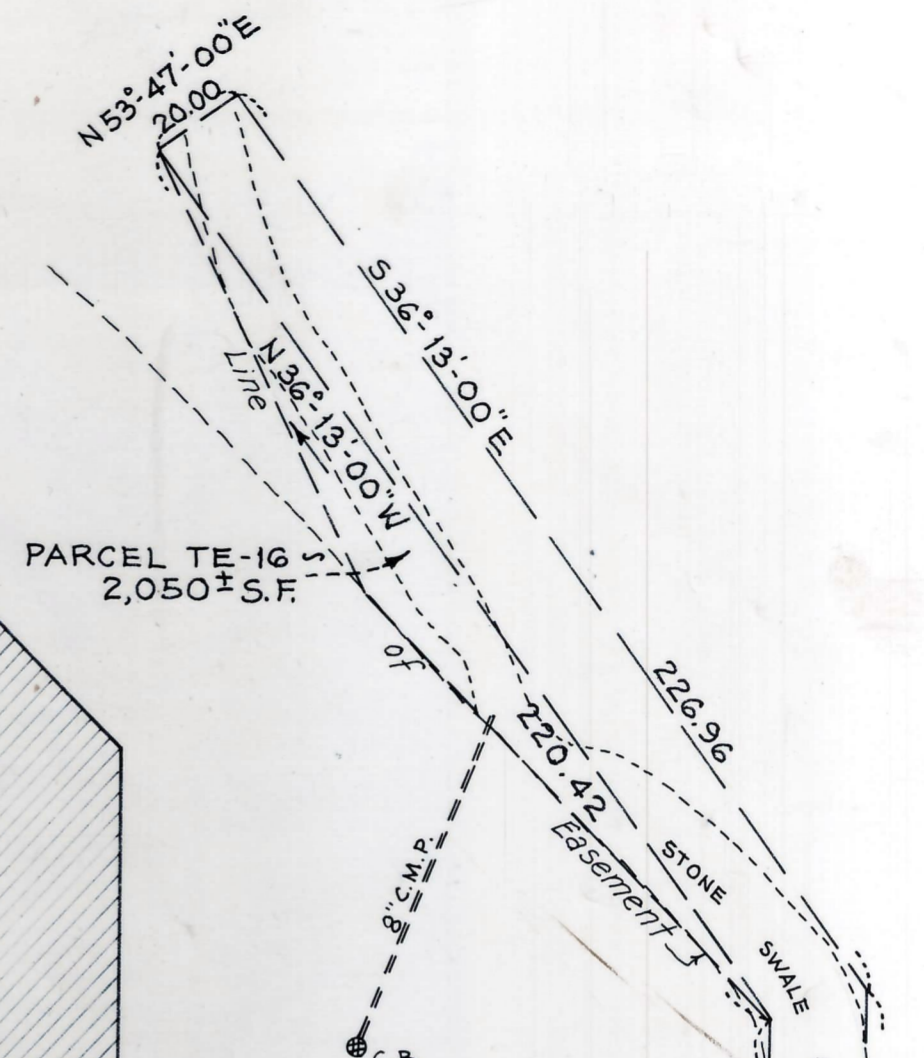 N 53°-47'-00"E
20.00
S 36°-13'-00"E
N 36°-13'-00"W
Line
PARCEL TE-16
2,050± S.F.
of
226.96
220.42
Easement
STONE
SWALE
8" C.M.P.
C.B.